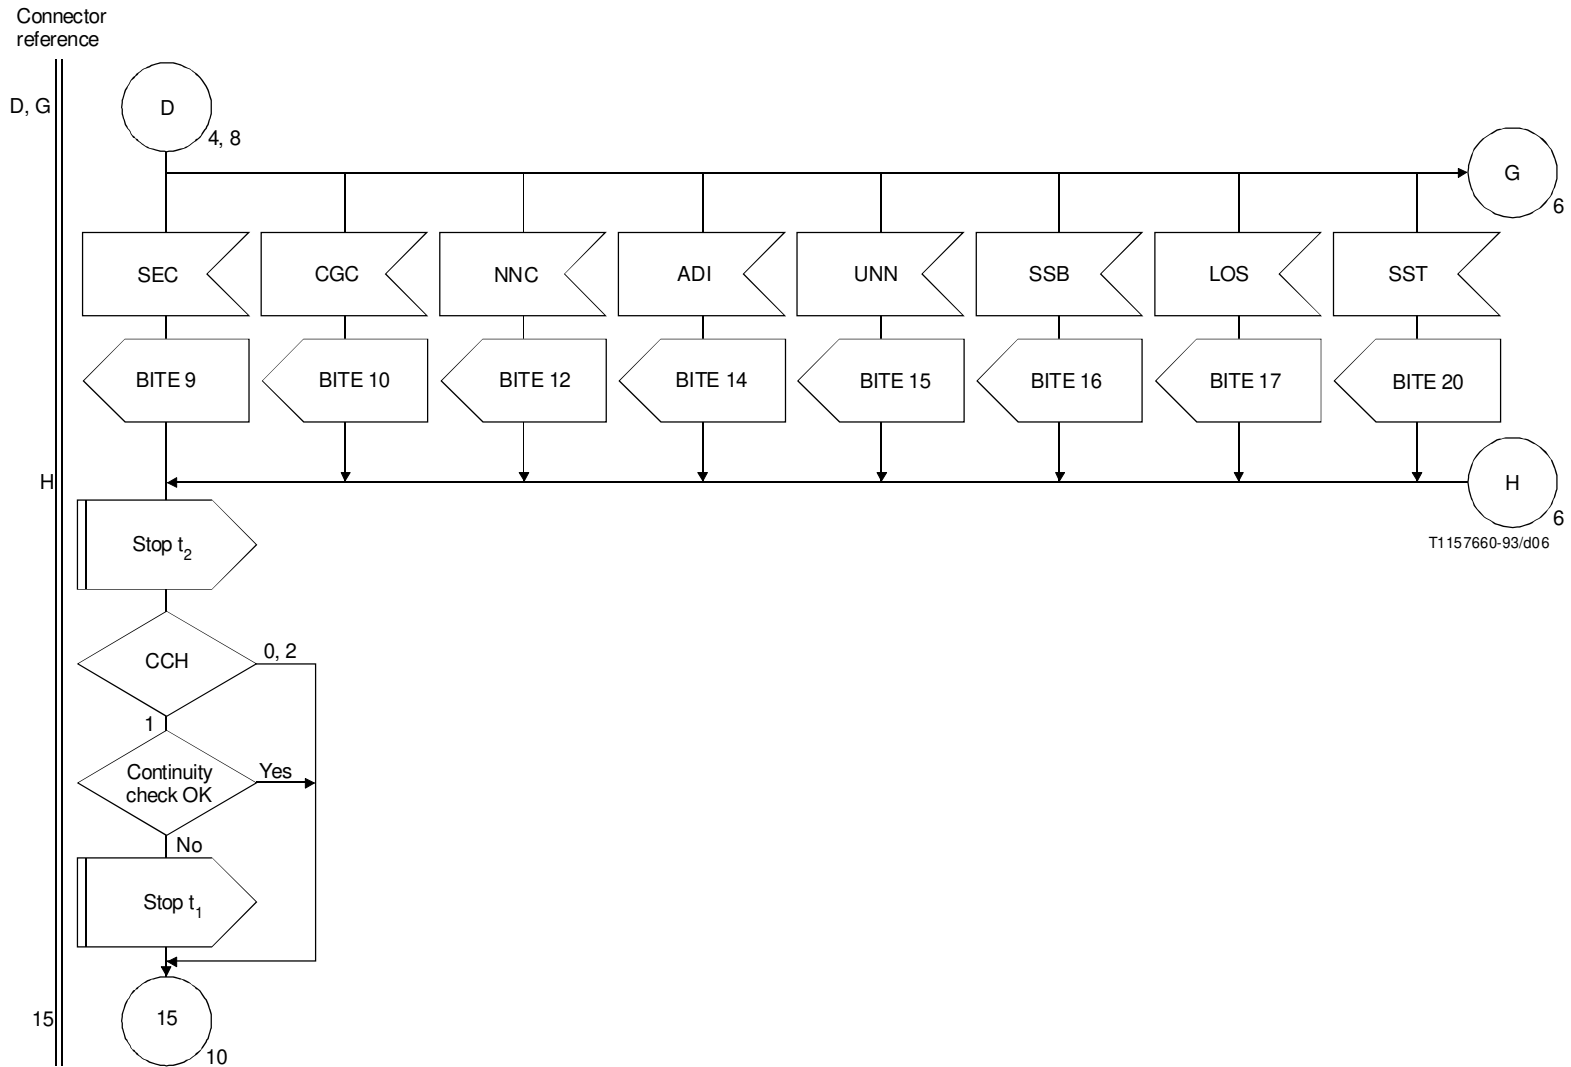 Connector
reference
D, G
D
4, 8
G
6
SEC
CGC
NNC
ADI
UNN
SSB
LOS
SST
BITE 9
BITE 10
BITE 12
BITE 14
BITE 15
BITE 16
BITE 17
BITE 20
H
H
6
T1157660-93/d06
Stop t2
CCH
0, 2
1
Continuity
check OK
Yes
No
Stop t1
15
15
10